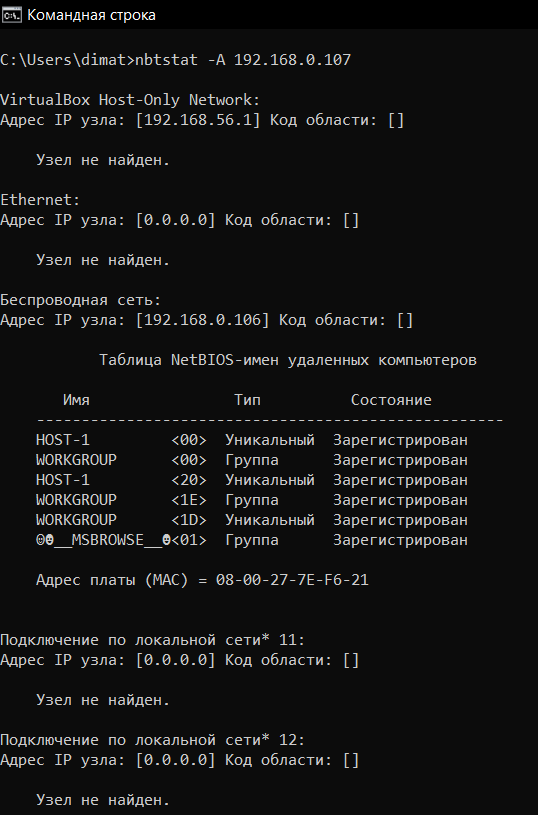 Командная строка
C:\Users\dimat>nbtstat -A 192.168.0.107
VirtualBox Host-Only Network:
Адрес IP узла: [192.168.56.1] Код области: []
Узел не найден.
Ethernet:
Адрес IP узла: [0.0.0.0] Код области: []
Узел не найден.
Беспроводная сеть:
Адрес IP узла: [192.168.0.106] Код области: []
Таблица NetBIOS-имен удаленных компьютеров
Имя Тип Состояние
----------------------------------------------------
HOST-1 <00> Уникальный Зарегистрирован
WORKGROUP <00> Группа Зарегистрирован
HOST-1 <20> Уникальный Зарегистрирован
WORKGROUP <1E> Группа Зарегистрирован
WORKGROUP <1D> Уникальный Зарегистрирован
☺☻__MSBROWSE__☻<01> Группа Зарегистрирован
Адрес платы (MAC) = 08-00-27-7E-F6-21
Подключение по локальной сети* 11:
Адрес IP узла: [0.0.0.0] Код области: []
Узел не найден.
Подключение по локальной сети* 12:
Адрес IP узла: [0.0.0.0] Код области: []
Узел не найден.